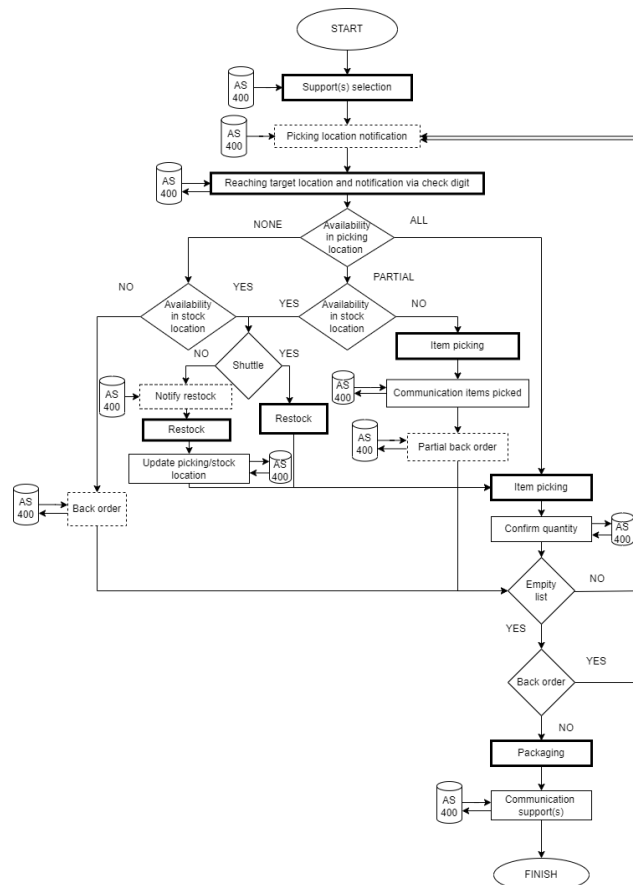 START
AS
400
Support(s) selection
AS
400
Picking location notification
AS
400
Reaching target location and notification via check digit
NONE
Availability
in picking
location
ALL
PARTIAL
NO
Availability
in stock
location
YES
YES
Availability
in stock
location
NO
NO
Shuttle
YES
Item picking
AS
400
Notify restock
Restock
AS
400
Communication items picked
Restock
AS
400
Partial back order
Update picking/stock
location
AS
400
Item picking
AS
400
Back order
Confirm quantity
AS
400
Empity
list
NO
YES
Back order
YES
NO
Packaging
AS
400
Communication
support(s)
FINISH